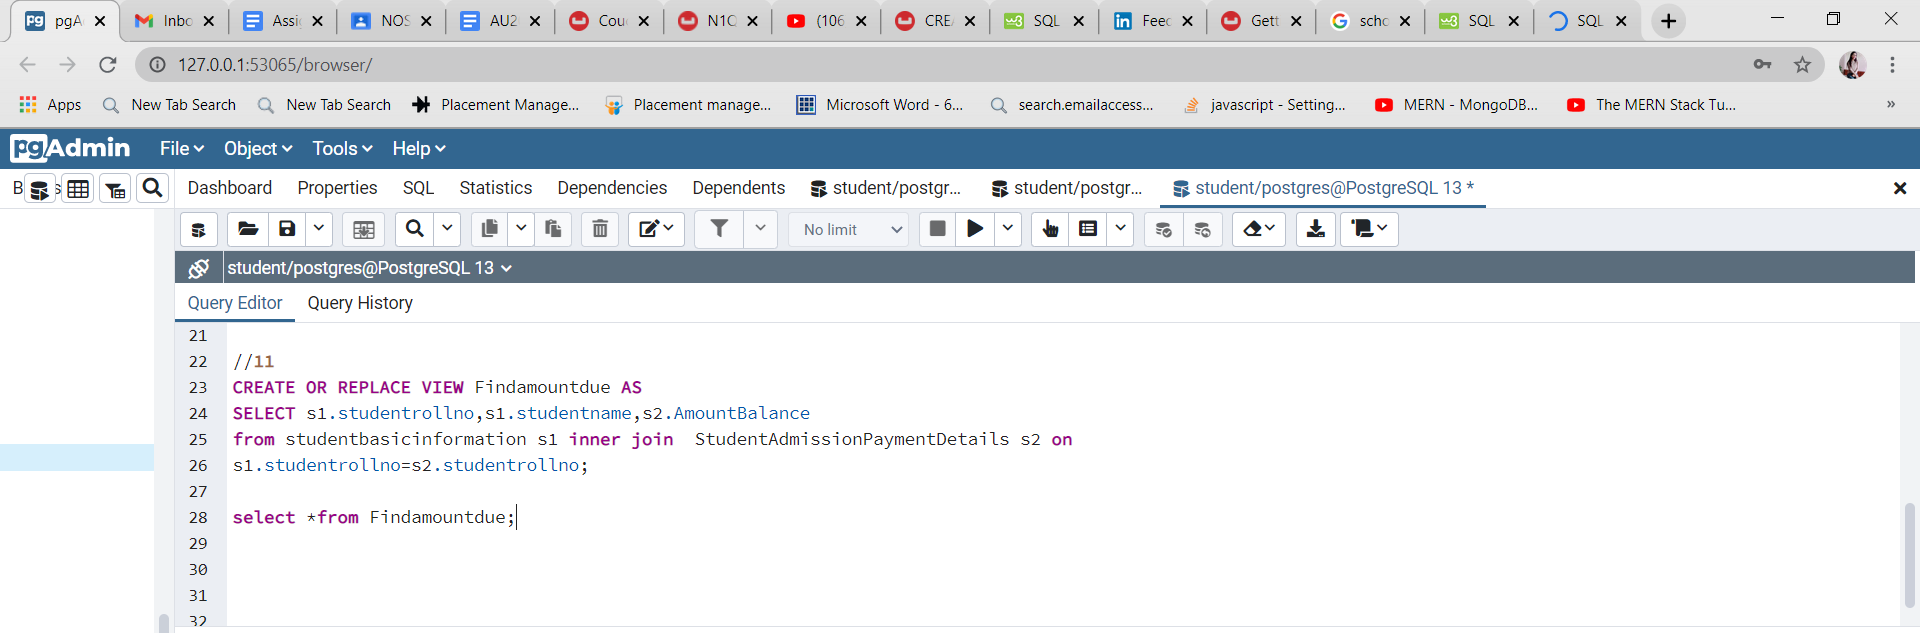 pgA Inbo Assi NOS AU2 Cou N1Q (106 CRE SQL Feec Gett scho SQL SQL
127.0.0.1:53065/browser/
Apps New Tab Search New Tab Search Placement Manage... Placement manage... Microsoft Word - 6... search.emailaccess... javascript - Setting... MERN - MongoDB... The MERN Stack Tu... »
pgAdmin File Object Tools Help
Dashboard Properties SQL Statistics Dependencies Dependents student/postgr... student/postgr... student/postgres@PostgreSQL 13 *
No limit
student/postgres@PostgreSQL 13
Query Editor Query History
21
22 //11
23 CREATE OR REPLACE VIEW Findamountdue AS
24 SELECT s1.studentrollno,s1.studentname,s2.AmountBalance
25 from studentbasicinformation s1 inner join  StudentAdmissionPaymentDetails s2 on
26 s1.studentrollno=s2.studentrollno;
27
28 select *from Findamountdue;
29
30
31
32